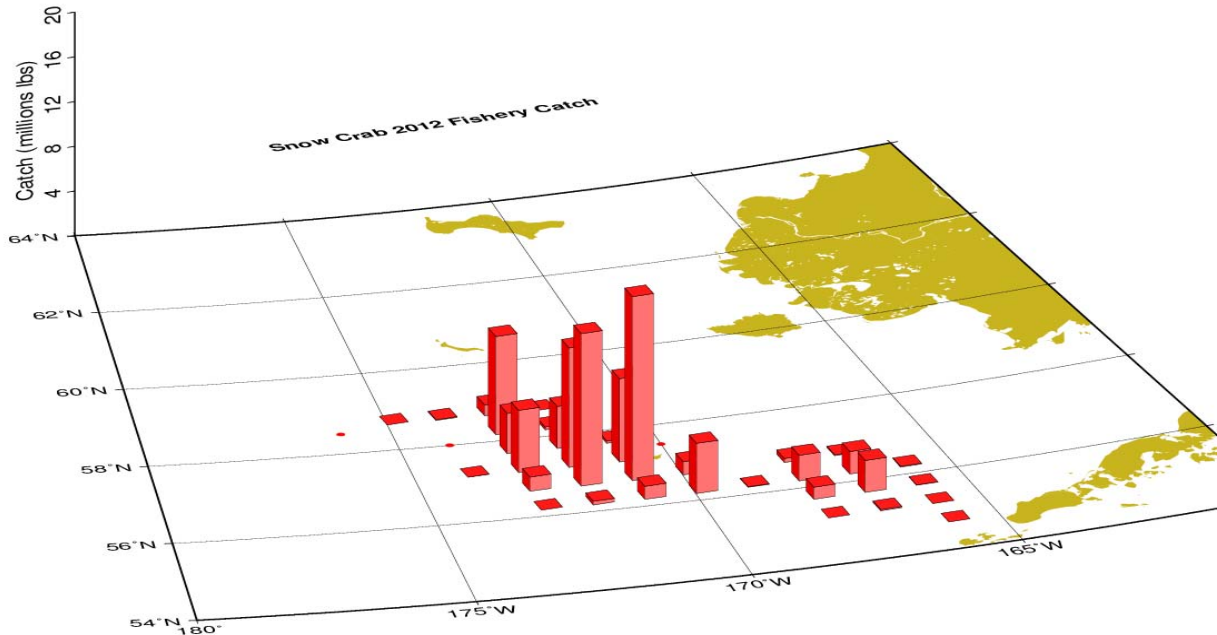 20
16
12
8
4
Catch (millions lbs)
Snow Crab 2012 Fishery Catch
64°N
62°N
60°N
58°N
56°N
54°N
180°
175°W
170°W
165°W